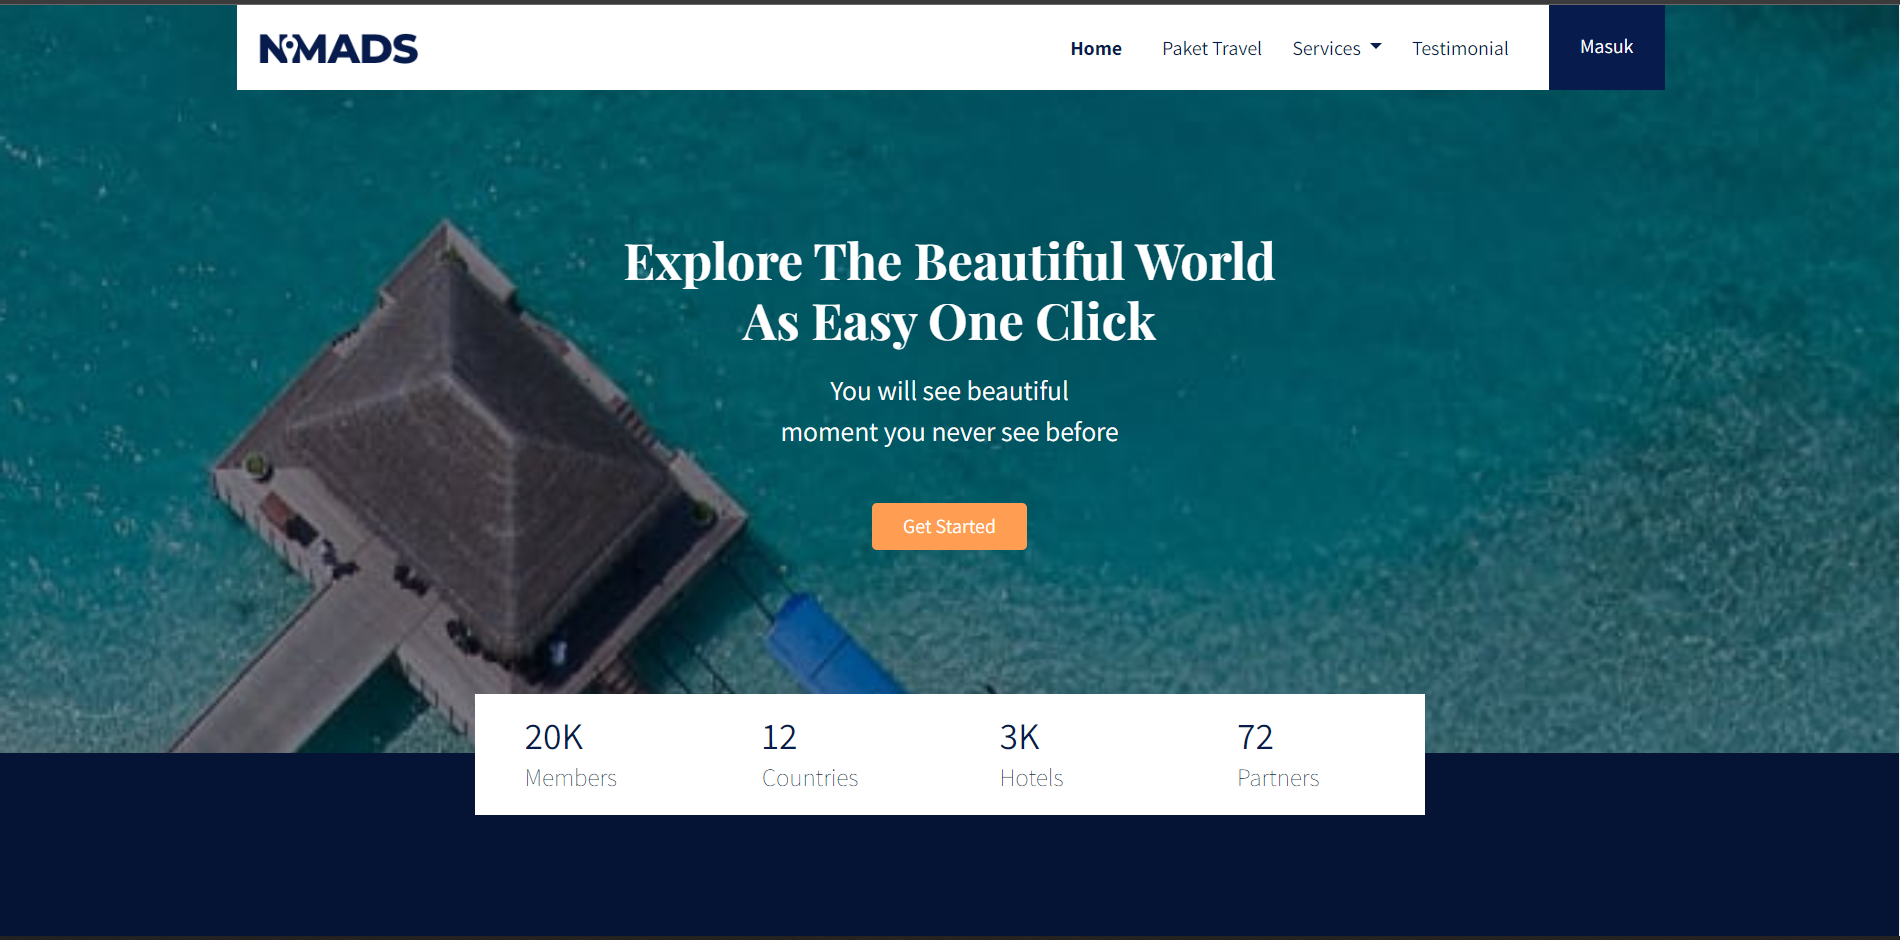 NOMADS
Home Paket Travel Services Testimonial Masuk
Explore The Beautiful World
As Easy One Click
You will see beautiful
moment you never see before
Get Started
20K 12 3K 72
Members Countries Hotels Partners